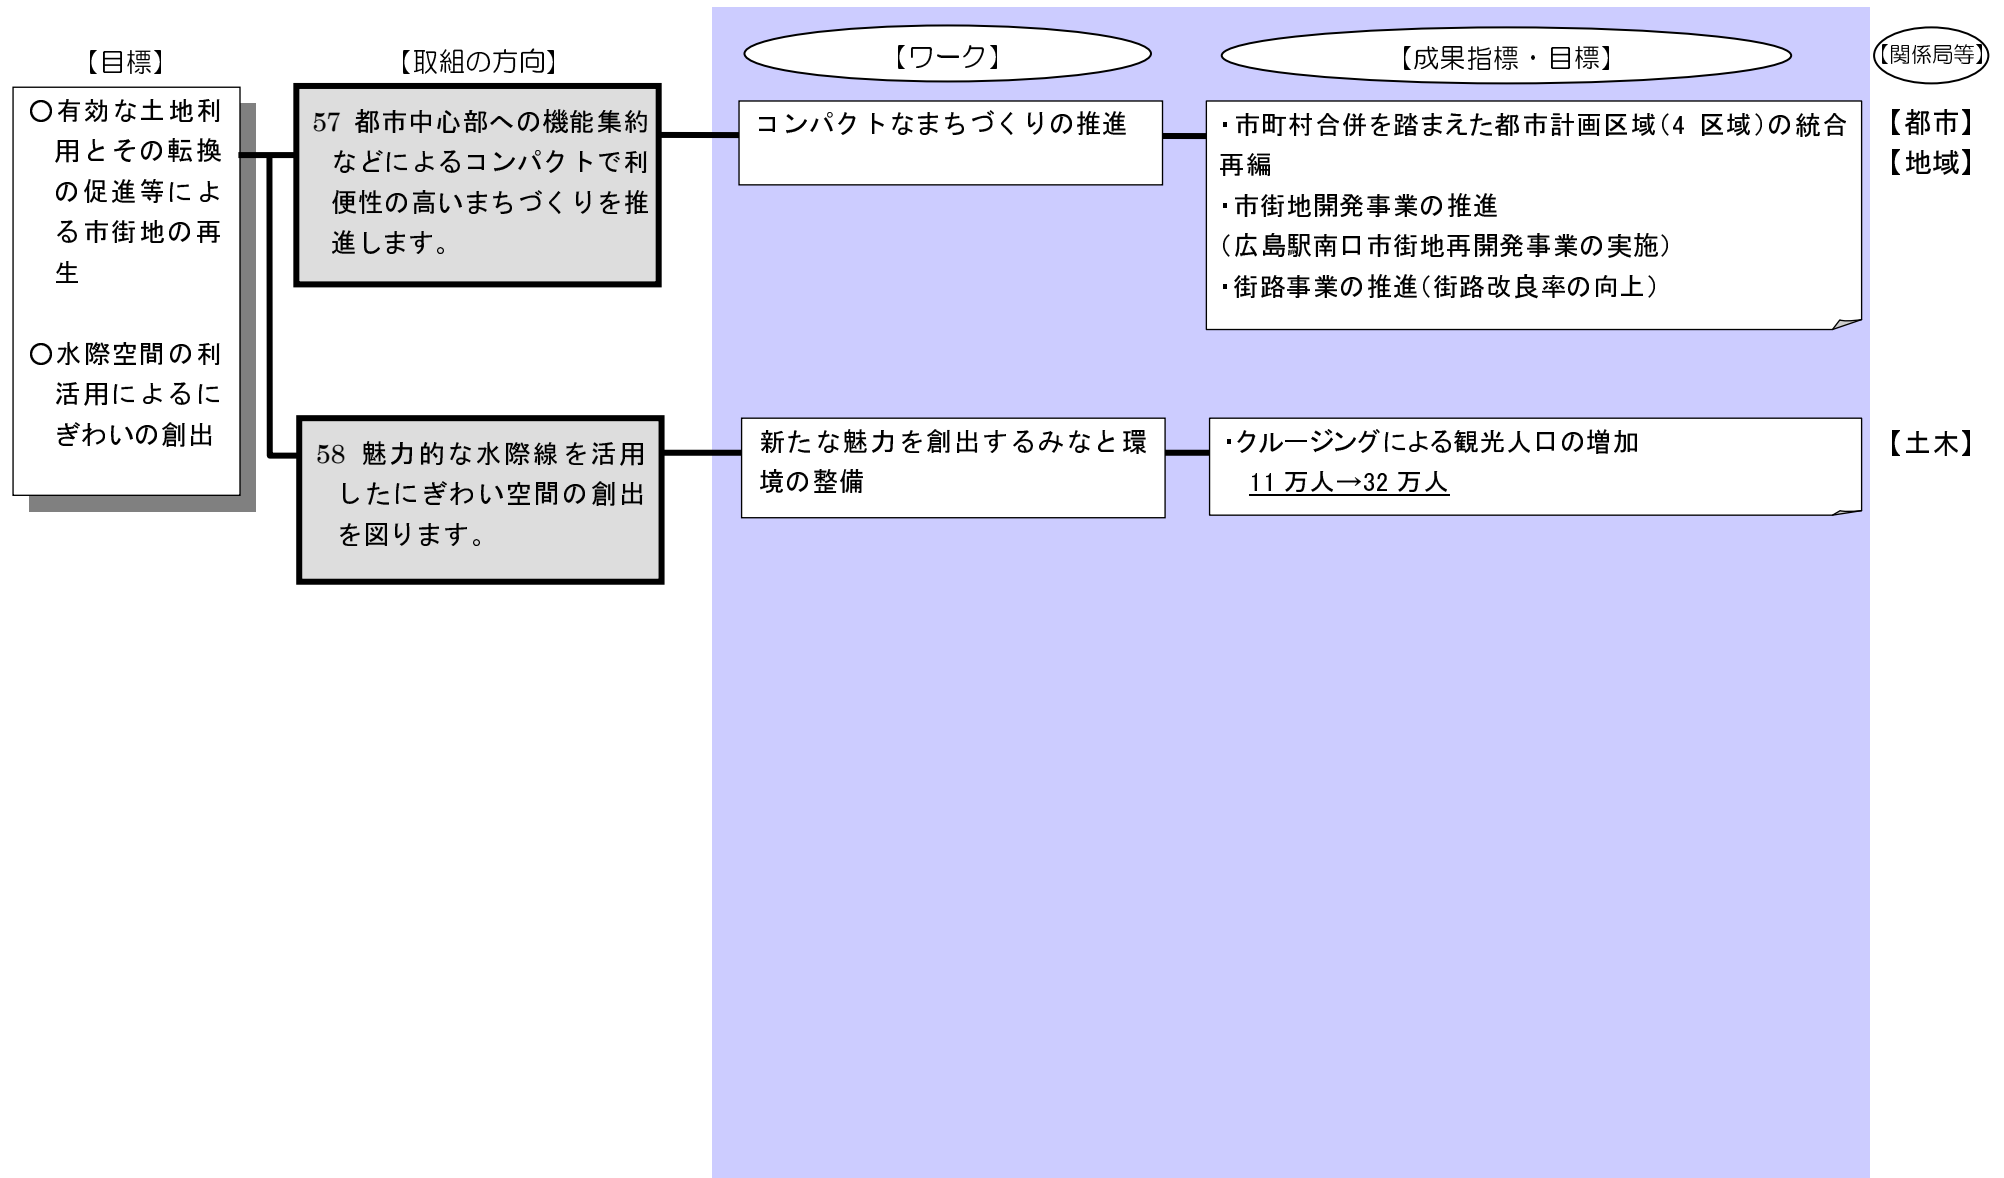 【目標】
○有効な土地利
用とその転換
の促進等によ
る市街地の再
生
○水際空間の利
活用によるに
ぎわいの創出
【取組の方向】
57 都市中心部への機能集約
などによるコンパクトで利
便性の高いまちづくりを推
進します。
58 魅力的な水際線を活用
したにぎわい空間の創出
を図ります。
【ワーク】
コンパクトなまちづくりの推進
新たな魅力を創出するみなと環
境の整備
【成果指標・目標】
・市町村合併を踏まえた都市計画区域（4 区域）の統合
再編
・市街地開発事業の推進
（広島駅南口市街地再開発事業の実施）
・街路事業の推進（街路改良率の向上）
・クルージングによる観光人口の増加
11 万人→32 万人
【関係局等】
【都市】
【地域】
【土木】